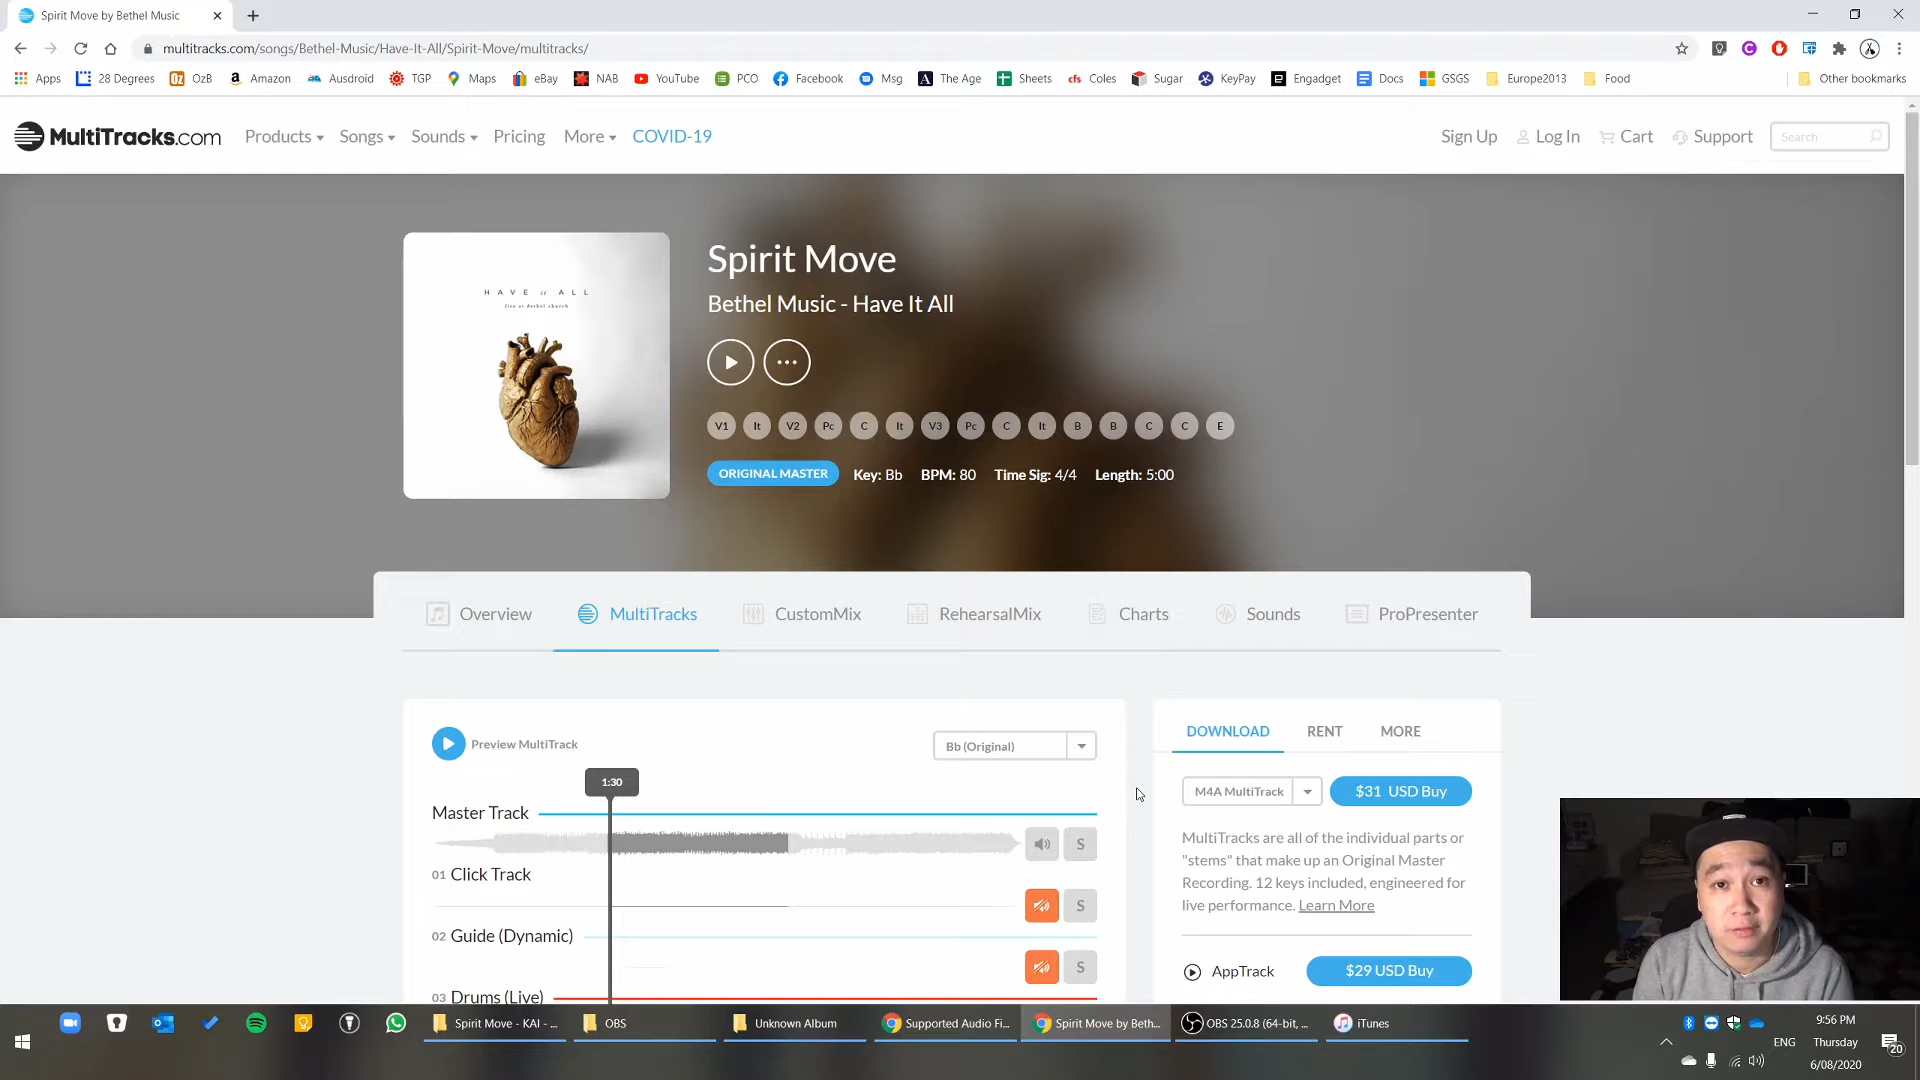 Spirit Move by Bethel Music
multitracks.com/songs/Bethel-Music/Have-It-All/Spirit-Move/multitracks/
Apps 28 Degrees OzB Amazon Ausdroid TGP Maps eBay NAB YouTube PCO Facebook Msg The Age Sheets Coles Sugar KeyPay Engadget Docs GSGS Europe2013 Food Other bookmarks
MultiTracks.com Products Songs Sounds Pricing More COVID-19 Sign Up Log In Cart Support Search
HAVE it ALL
live at bethel church
Spirit Move
Bethel Music - Have It All
V1 It V2 Pc C It V3 Pc C It B B C C E
ORIGINAL MASTER Key: Bb BPM: 80 Time Sig: 4/4 Length: 5:00
Overview MultiTracks CustomMix RehearsalMix Charts Sounds ProPresenter
Preview MultiTrack Bb (Original)
1:30
Master Track
S
01 Click Track
S
02 Guide (Dynamic)
S
03 Drums (Live)
DOWNLOAD RENT MORE
M4A MultiTrack $31 USD Buy
MultiTracks are all of the individual parts or
"stems" that make up an Original Master
Recording. 12 keys included, engineered for
live performance. Learn More
AppTrack $29 USD Buy
Spirit Move - KAI - ... OBS Unknown Album Supported Audio Fi... Spirit Move by Beth... OBS 25.0.8 (64-bit, ... iTunes
ENG
9:56 PM
Thursday
6/08/2020
20